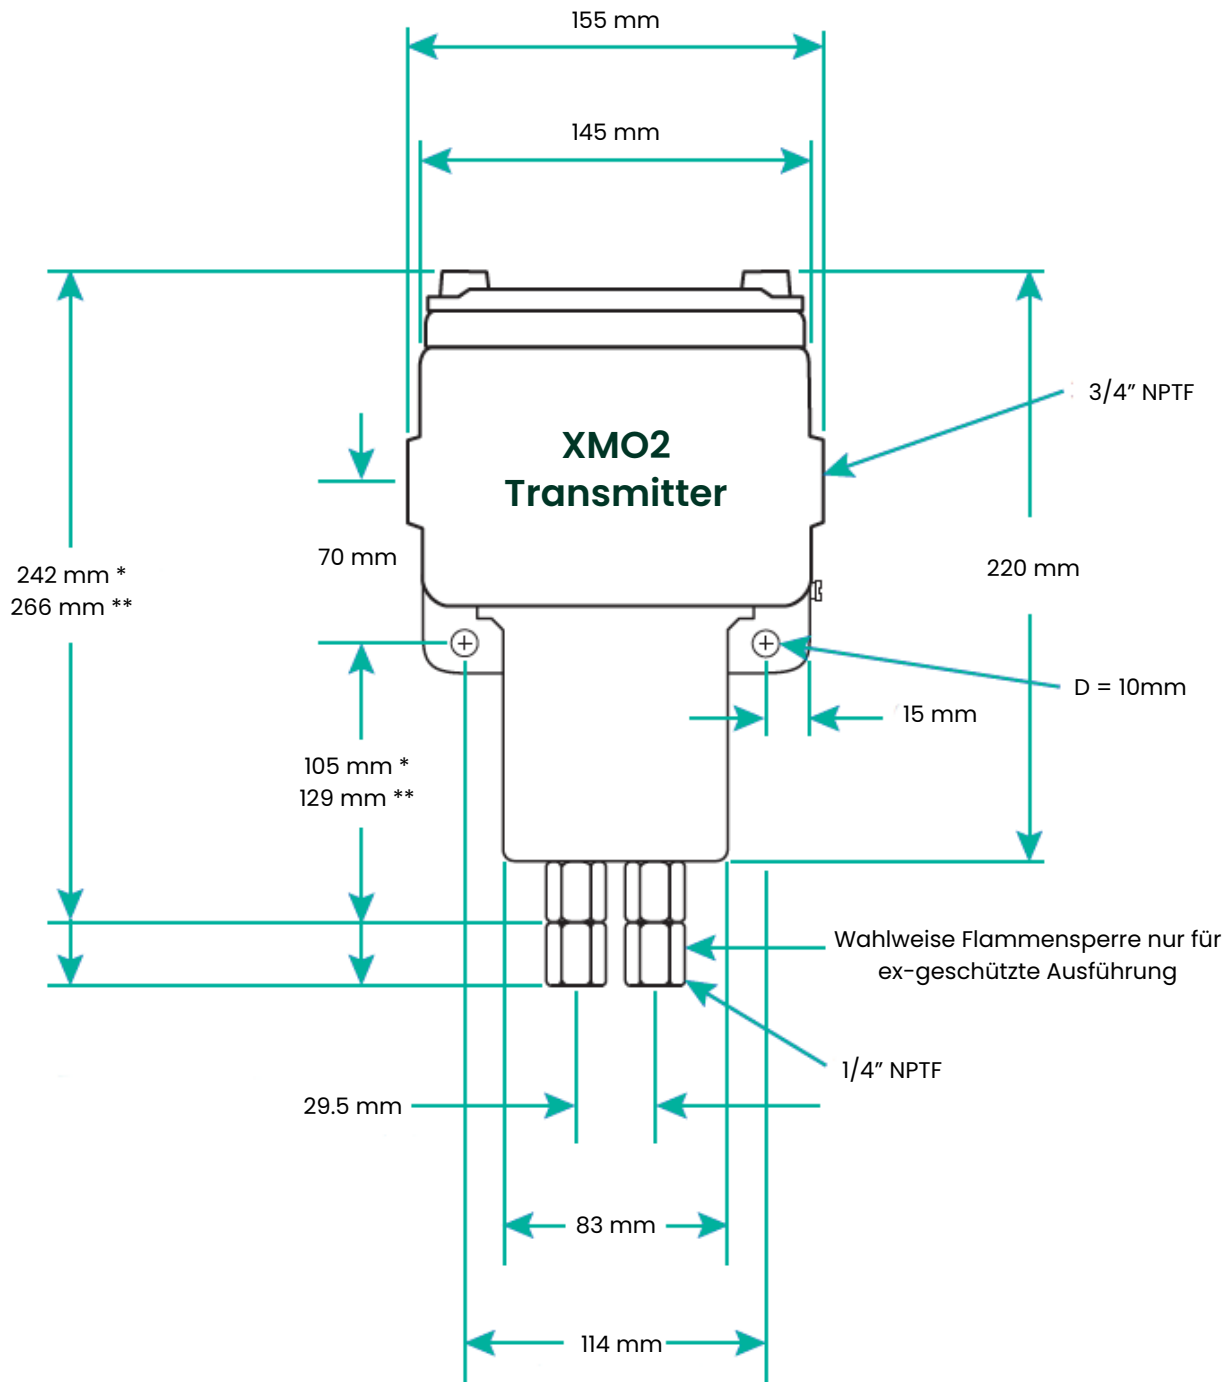 155 mm
145 mm
3/4” NPTF
XMO2
Transmitter
70 mm
242 mm *
266 mm **
220 mm
D = 10mm
15 mm
105 mm *
129 mm **
Wahlweise Flammensperre nur für
ex-geschützte Ausführung
1/4” NPTF
29.5 mm
83 mm
114 mm